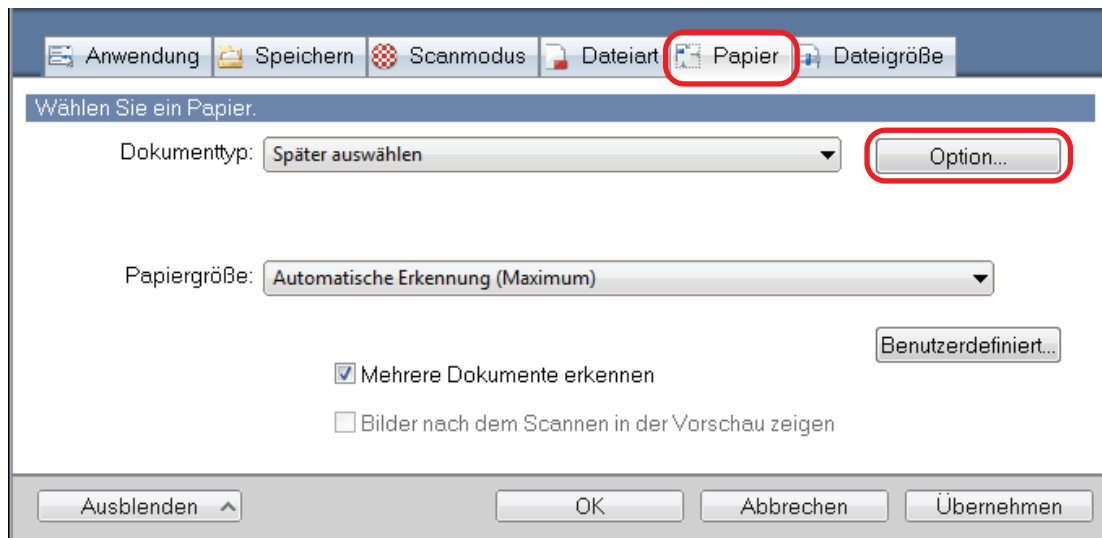 Anwendung Speichern Scanmodus Dateiart Papier Dateigröße
Wählen Sie ein Papier.
Dokumenttyp: Später auswählen Option...
Papiergröße: Automatische Erkennung (Maximum)
Benutzerdefiniert...
Mehrere Dokumente erkennen
Bilder nach dem Scannen in der Vorschau zeigen
Ausblenden OK Abbrechen Übernehmen